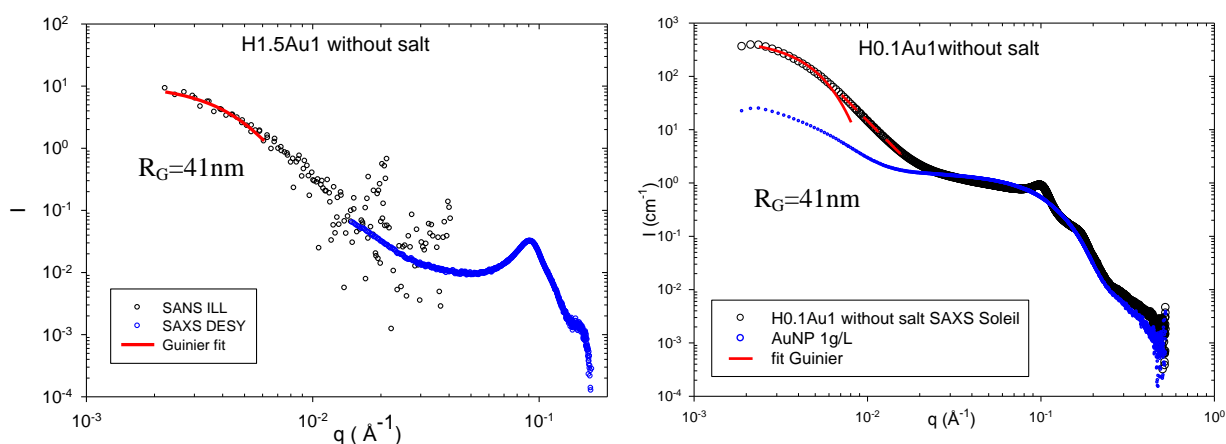 H1.5Au1 without salt
10²
10¹
10⁰
10⁻¹
10⁻²
10⁻³
10⁻⁴
I
R_G=41nm
SANS ILL
SAXS DESY
Guinier fit
10⁻³
10⁻²
10⁻¹
q ( Å⁻¹)
H0.1Au1without salt
10³
10²
10¹
10⁰
10⁻¹
10⁻²
10⁻³
10⁻⁴
I (cm⁻¹)
R_G=41nm
H0.1Au1 without salt SAXS Soleil
AuNP 1g/L
fit Guinier
10⁻³
10⁻²
10⁻¹
10⁰
q (Å⁻¹)